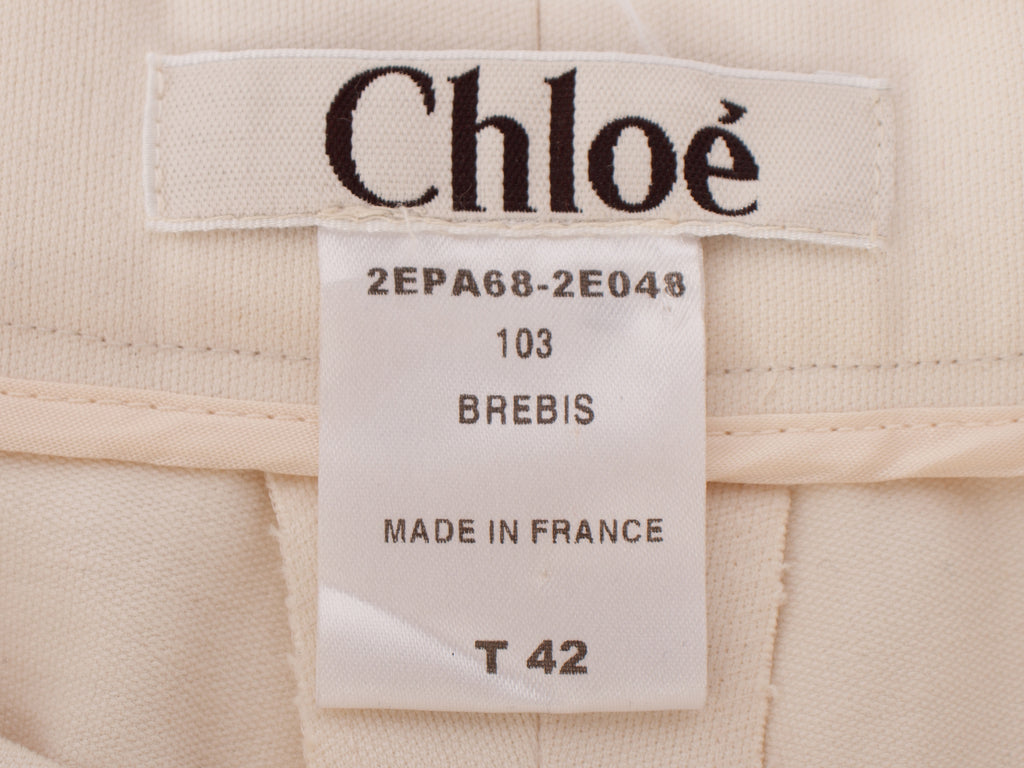 Chloé
2EPA68-2E048
103
BREBIS
MADE IN FRANCE
T 42